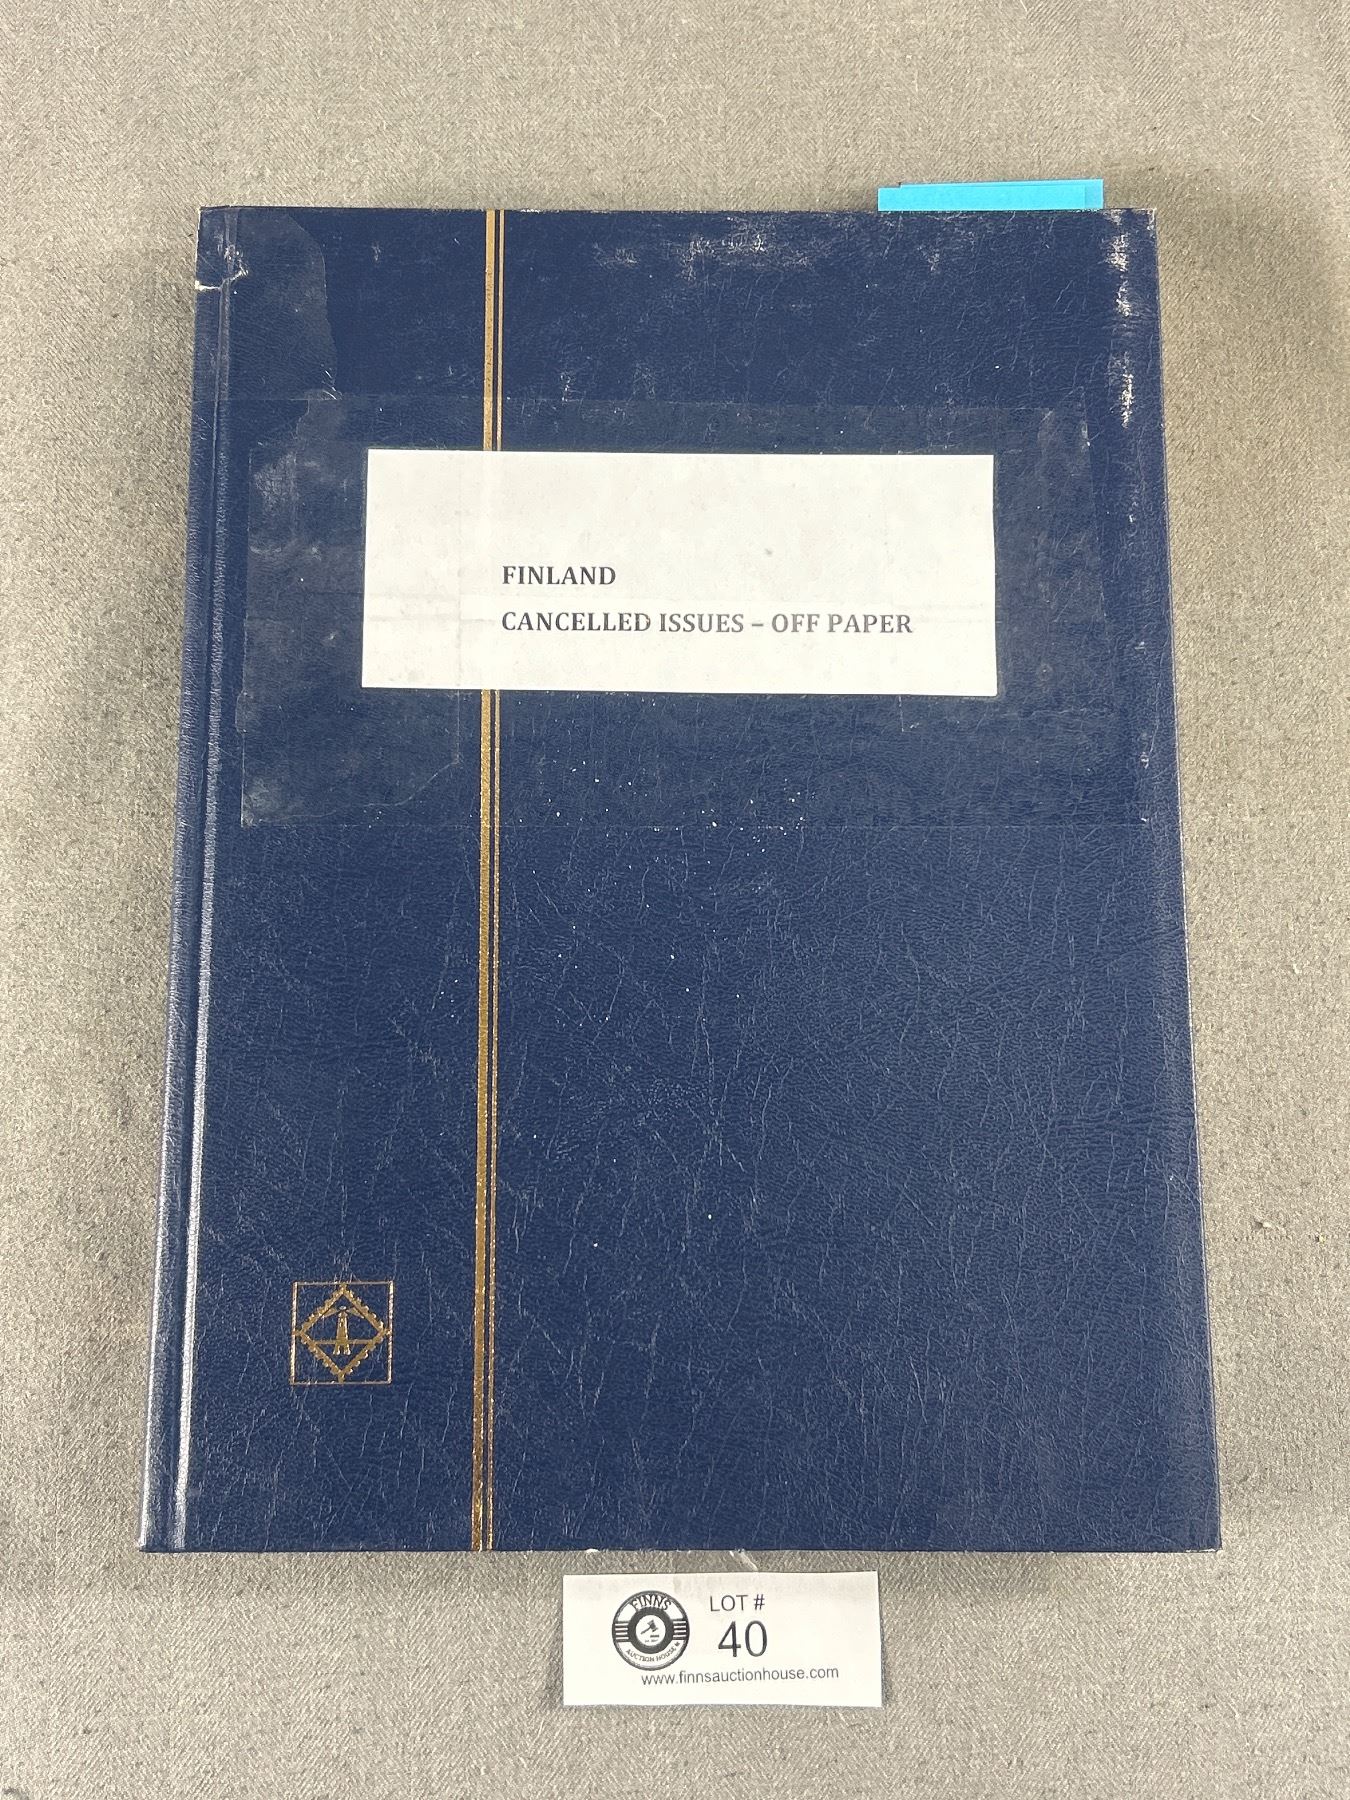 FINLAND
CANCELLED ISSUES – OFF PAPER
FINNS
AUCTION HOUSE
LOT #
40
www.finnsauctionhouse.com